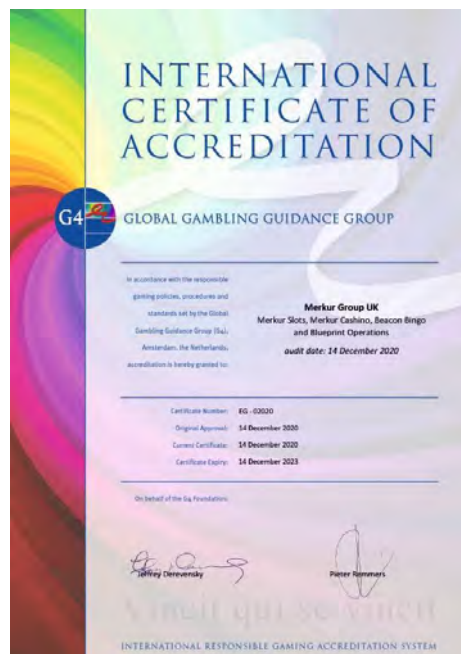 INTERNATIONAL
CERTIFICATE OF
ACCREDITATION
G4
GLOBAL GAMBLING GUIDANCE GROUP
In accordance with the responsible
gaming policies, procedures and
standards set by the Global
Gambling Guidance Group (G4),
Amsterdam, the Netherlands,
accreditation is hereby granted to:
Merkur Group UK
Merkur Slots, Merkur Cashino, Beacon Bingo
and Blueprint Operations
audit date: 14 December 2020
Certificate Number: EG - 02020
Original Approval: 14 December 2020
Current Certificate: 14 December 2020
Certificate Expiry: 14 December 2023
On behalf of the G4 Foundation:
Jeffrey Derevensky
Pieter Remmers
Vincit qui se vincit
INTERNATIONAL RESPONSIBLE GAMING ACCREDITATION SYSTEM